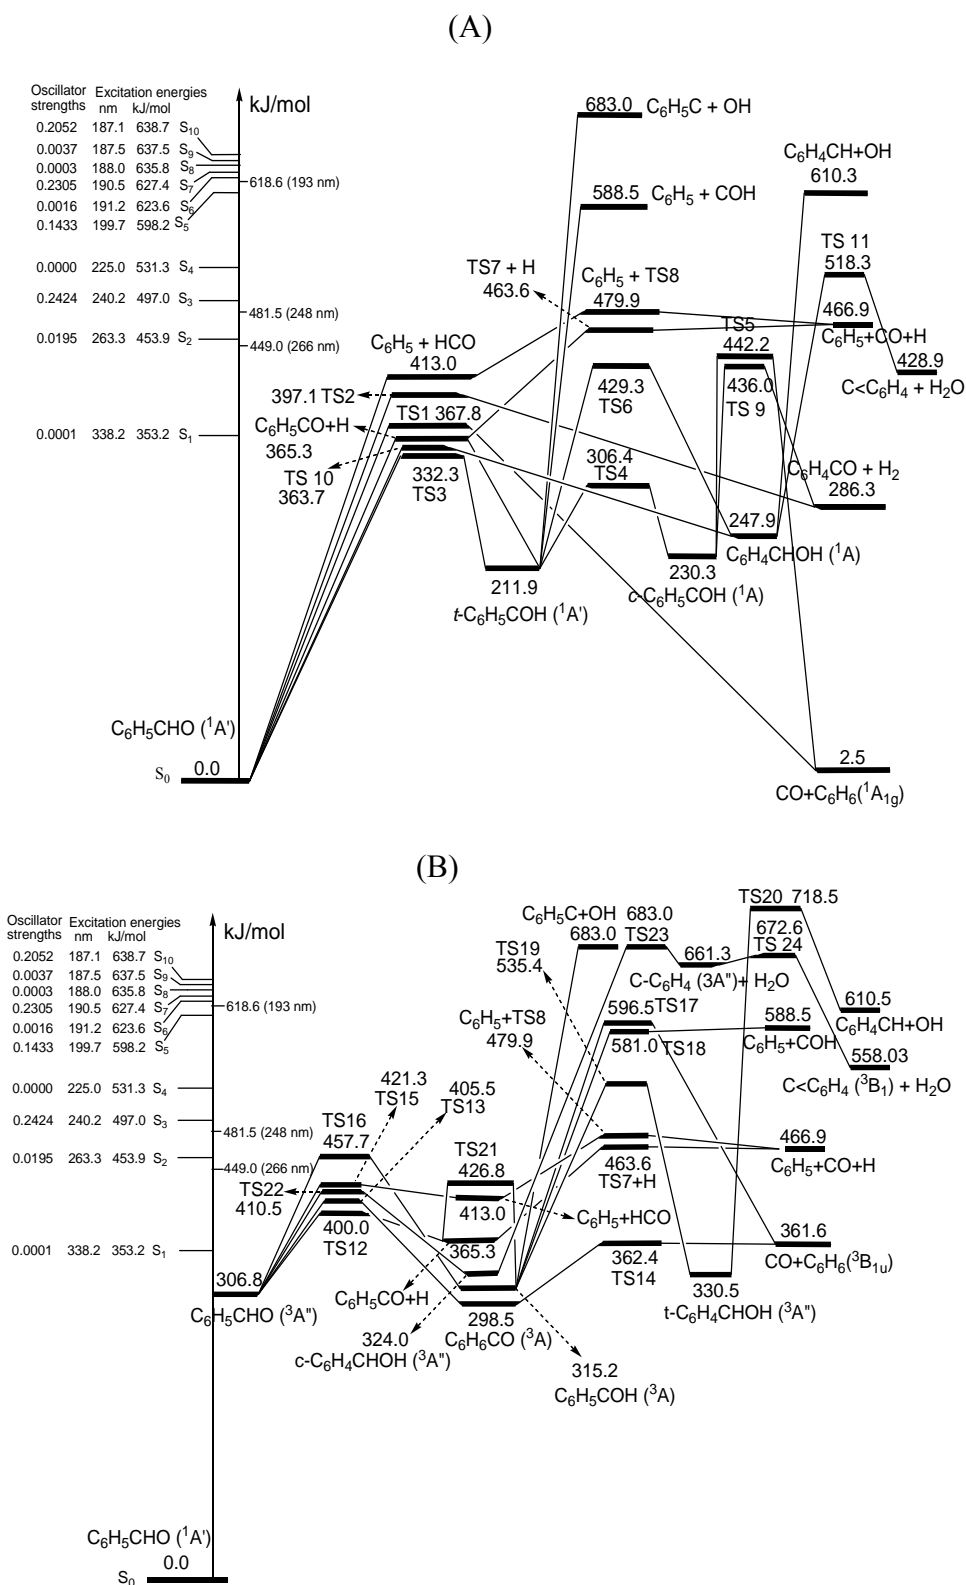 (A)
Oscillator Excitation energies
strengths nm kJ/mol
kJ/mol
0.2052 187.1 638.7 S10
0.0037 187.5 637.5 S9
0.0003 188.0 635.8 S8
0.2305 190.5 627.4 S7
0.0016 191.2 623.6 S6
0.1433 199.7 598.2 S5
0.0000 225.0 531.3 S4
0.2424 240.2 497.0 S3
0.0195 263.3 453.9 S2
0.0001 338.2 353.2 S1
618.6 (193 nm)
481.5 (248 nm)
449.0 (266 nm)
683.0 C6H5C + OH
C6H4CH+OH
610.3
588.5 C6H5 + COH
TS 11
518.3
TS7 + H
463.6
C6H5 + TS8
479.9
466.9
C6H5+CO+H
TS5
442.2
428.9
C<C6H4 + H2O
C6H5 + HCO
413.0
397.1 TS2
429.3
TS6
436.0
TS 9
TS1 367.8
C6H5CO+H
365.3
TS 10
363.7
332.3
TS3
306.4
TS4
C6H4CO + H2
286.3
247.9
C6H4CHOH (1A)
211.9
t-C6H5COH (1A')
230.3
c-C6H5COH (1A)
C6H5CHO (1A')
S0 0.0
2.5
CO+C6H6(1A1g)
(B)
Oscillator Excitation energies
strengths nm kJ/mol
kJ/mol
0.2052 187.1 638.7 S10
0.0037 187.5 637.5 S9
0.0003 188.0 635.8 S8
0.2305 190.5 627.4 S7
0.0016 191.2 623.6 S6
0.1433 199.7 598.2 S5
0.0000 225.0 531.3 S4
0.2424 240.2 497.0 S3
0.0195 263.3 453.9 S2
0.0001 338.2 353.2 S1
618.6 (193 nm)
481.5 (248 nm)
449.0 (266 nm)
TS20 718.5
C6H5C+OH
683.0
683.0
TS23
672.6
TS 24
661.3
C-C6H4 (3A")+ H2O
TS19
535.4
610.5
C6H4CH+OH
596.5 TS17
588.5
C6H5+COH
581.0 TS18
C6H5+TS8
479.9
558.03
C<C6H4 (3B1) + H2O
421.3
TS15
405.5
TS13
TS16
457.7
TS21
426.8
466.9
C6H5+CO+H
463.6
TS7+H
TS22
410.5
413.0
C6H5+HCO
400.0
TS12
365.3
C6H5CO+H
362.4
TS14
361.6
CO+C6H6(3B1u)
306.8
C6H5CHO (3A")
330.5
t-C6H4CHOH (3A")
298.5
C6H6CO (3A)
324.0
c-C6H4CHOH (3A")
315.2
C6H5COH (3A)
C6H5CHO (1A')
0.0
S0